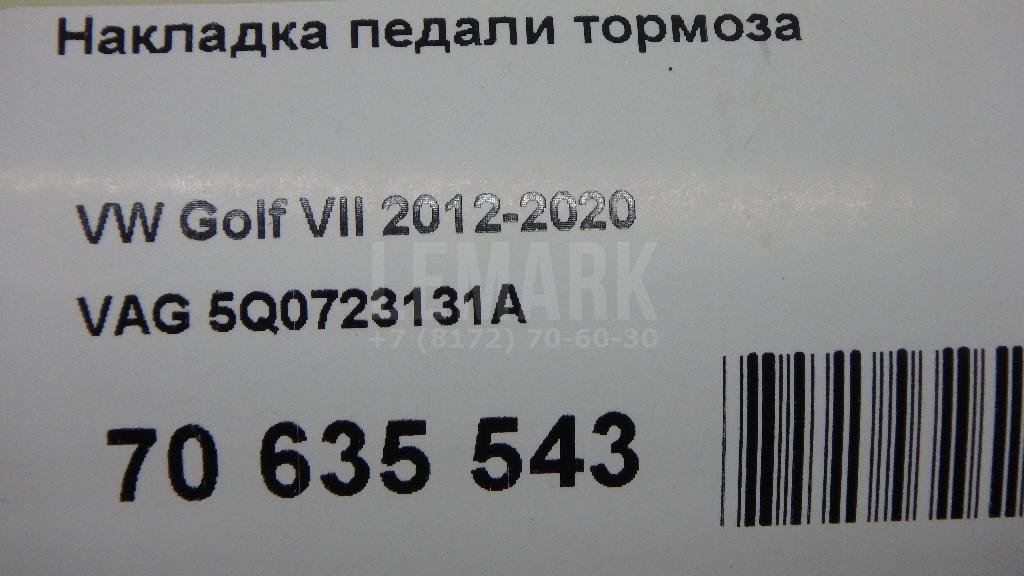 Накладка педали тормоза
VW Golf VII 2012-2020
LEMARK
VAG 5Q0723131A
+7 (8172) 70-60-30
70 635 543